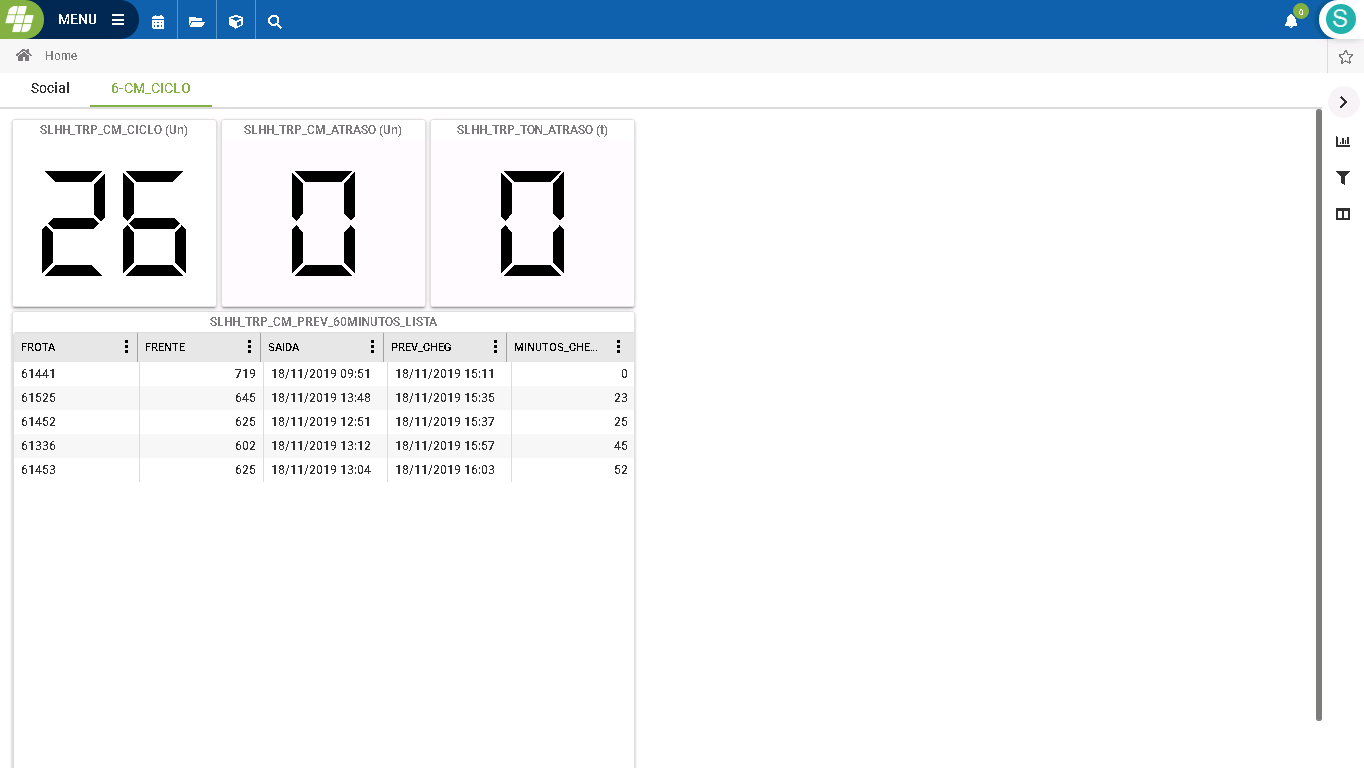 MENU
0
S
Home
Social 6-CM_CICLO
SLHH_TRP_CM_CICLO (Un) SLHH_TRP_CM_ATRASO (Un) SLHH_TRP_TON_ATRASO (t)
26 0 0
SLHH_TRP_CM_PREV_60MINUTOS_LISTA
FROTA FRENTE SAIDA PREV_CHEG MINUTOS_CHE...
61441 719 18/11/2019 09:51 18/11/2019 15:11 0
61525 645 18/11/2019 13:48 18/11/2019 15:35 23
61452 625 18/11/2019 12:51 18/11/2019 15:37 25
61336 602 18/11/2019 13:12 18/11/2019 15:57 45
61453 625 18/11/2019 13:04 18/11/2019 16:03 52